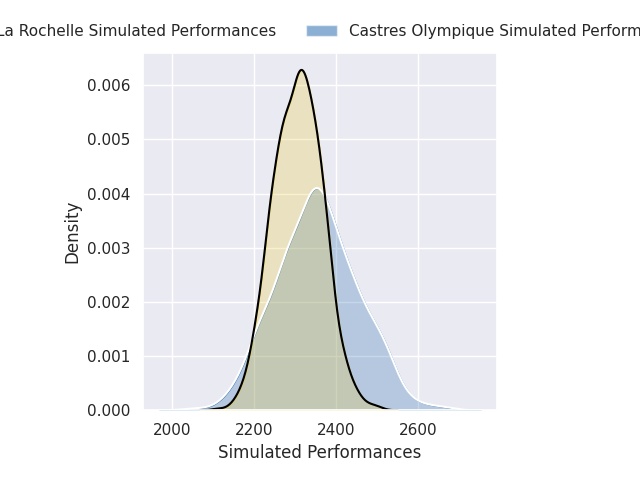 La Rochelle Simulated Performances
Castres Olympique Simulated Perform
0.006
0.005
0.004
0.003
0.002
0.001
0.000
Density
2000 2200 2400 2600
Simulated Performances